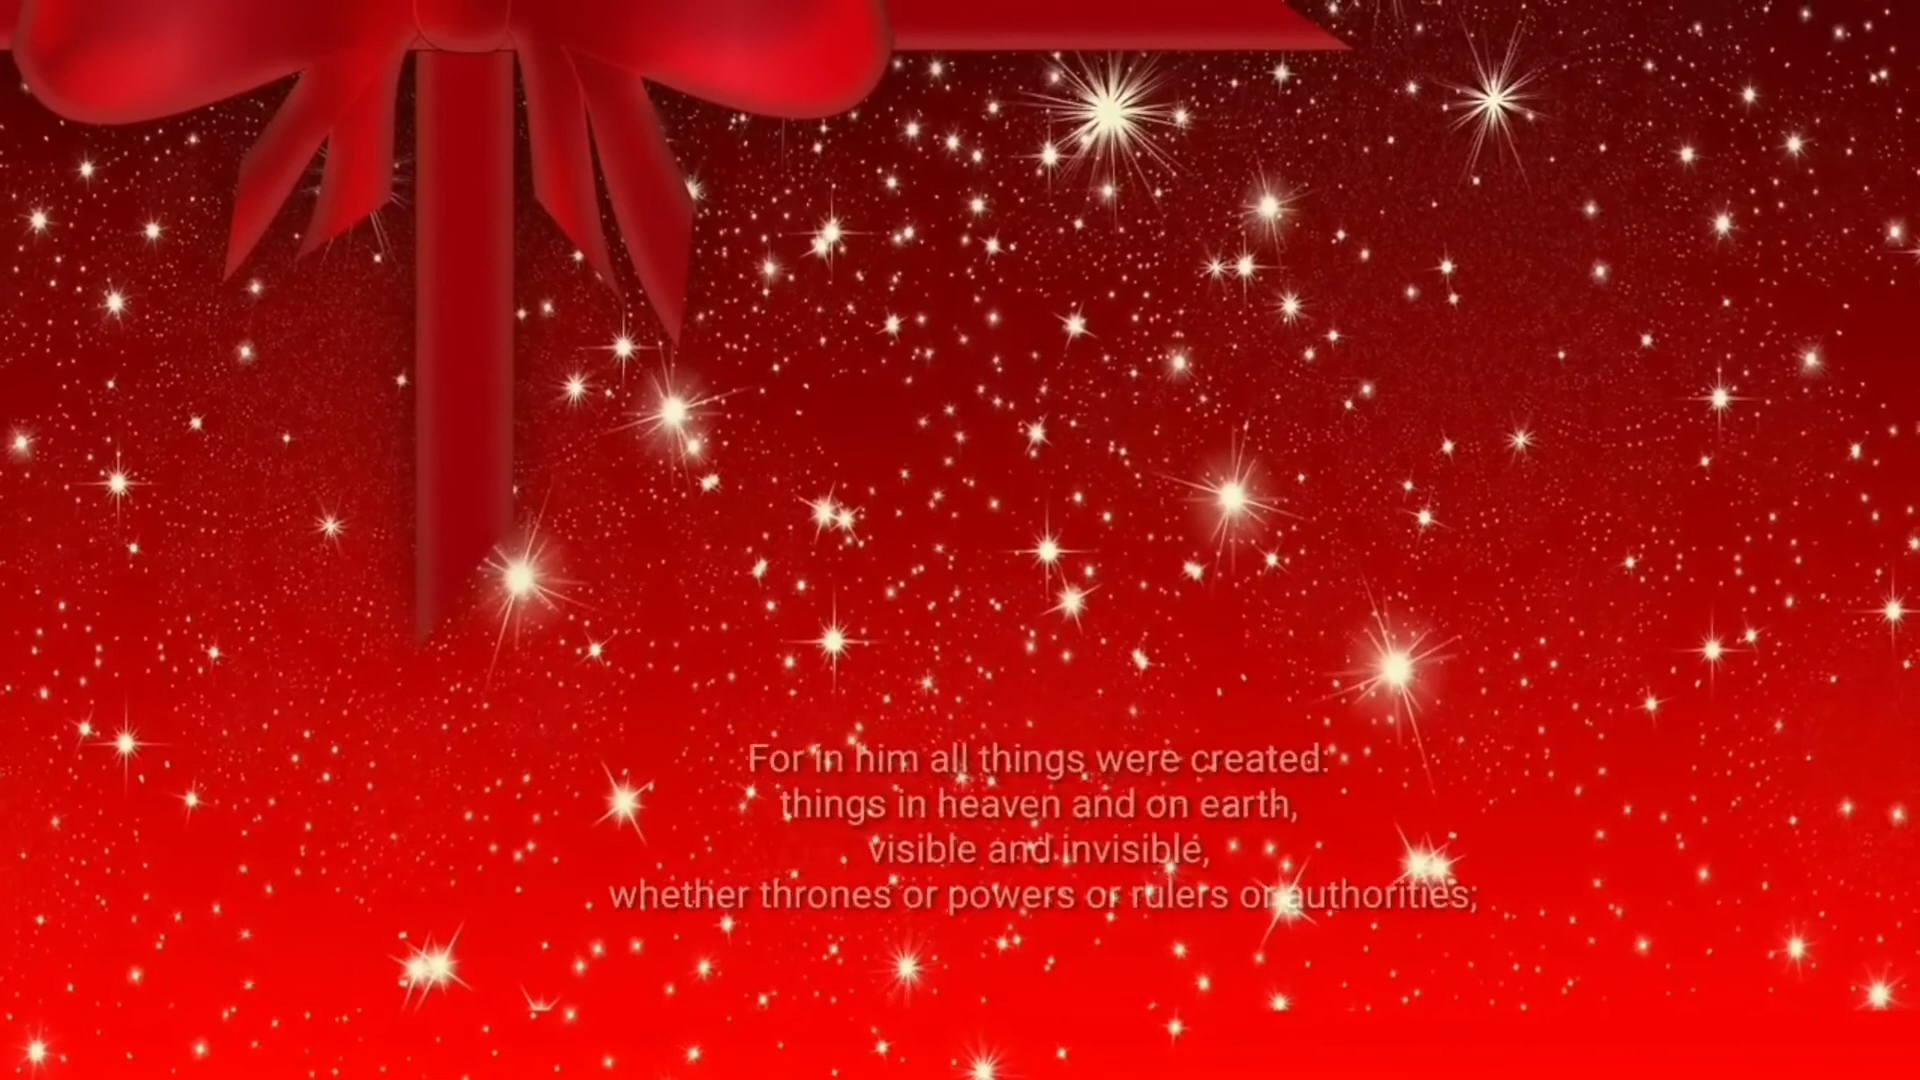 For in him all things were created:
things in heaven and on earth,
visible and invisible,
whether thrones or powers or rulers or authorities;